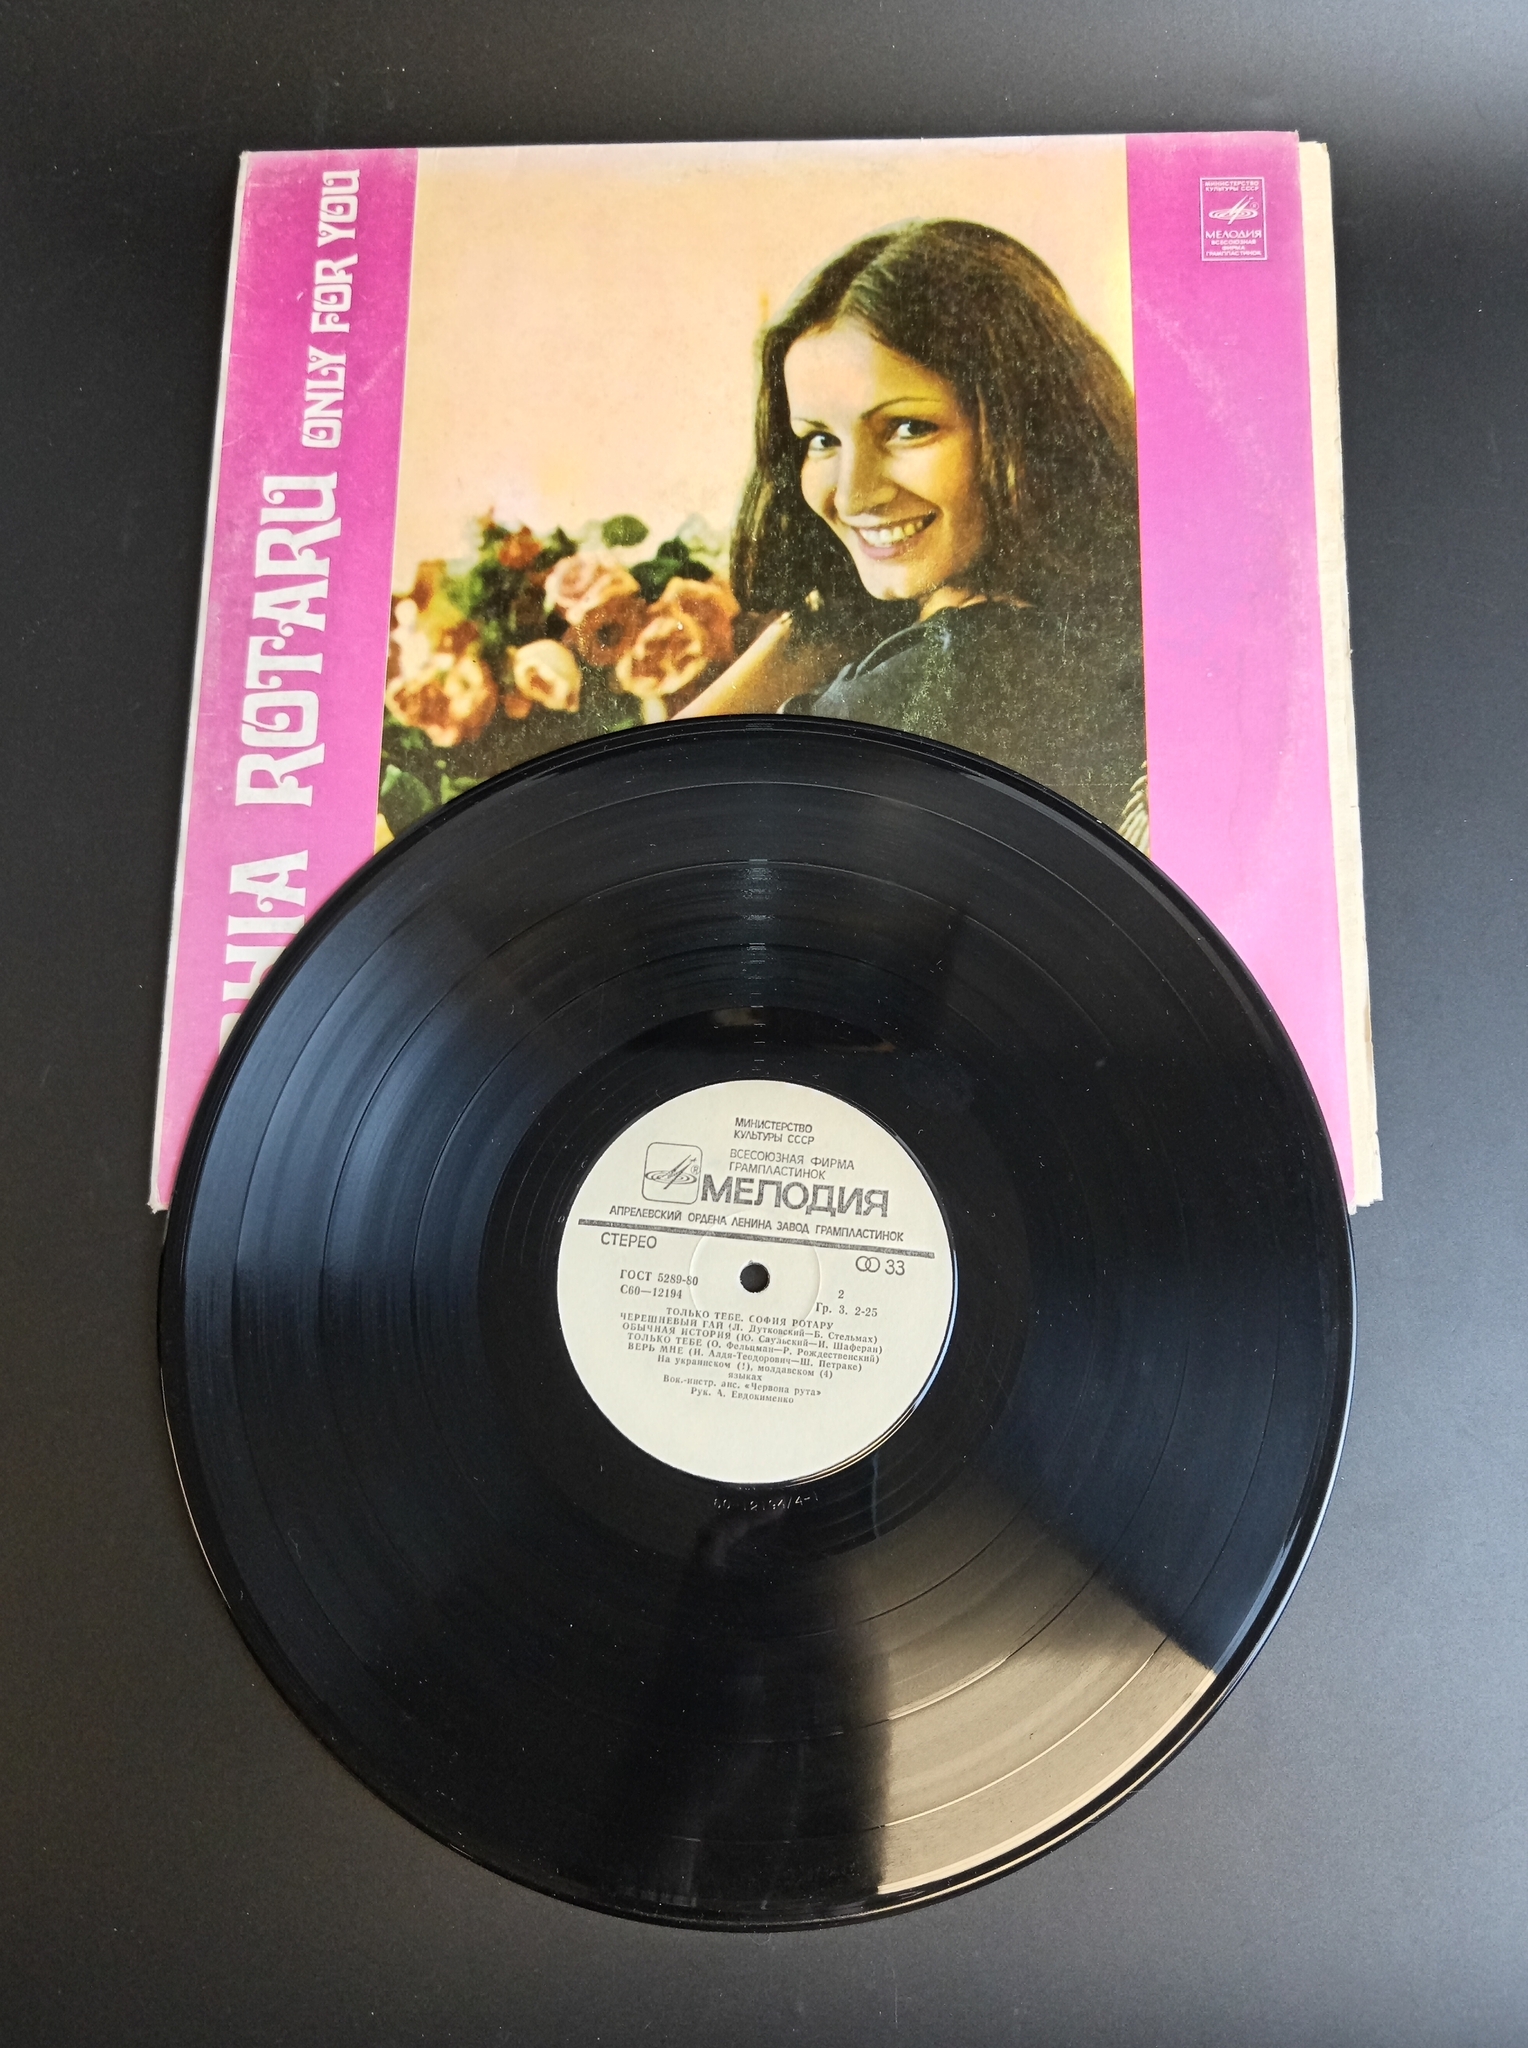 ROTARU ONLY FOR YOU
МИНИСТЕРСТВО
КУЛЬТУРЫ СССР
МЕЛОДИЯ
ВСЕСОЮЗНАЯ
ФИРМА
ГРАМПЛАСТИНОК
МИНИСТЕРСТВО
КУЛЬТУРЫ СССР
ВСЕСОЮЗНАЯ ФИРМА
ГРАМПЛАСТИНОК
МЕЛОДИЯ
АПРЕЛЕВСКИЙ ОРДЕНА ЛЕНИНА ЗАВОД ГРАМПЛАСТИНОК
СТЕРЕО
33
ГОСТ 5289-80
С60—12194
2
Гр. 3. 2-25
ТОЛЬКО ТЕБЕ. СОФИЯ РОТАРУ
ЧЕРЕШНЕВЫЙ ГАЙ (Л. Дутковский—Б. Стельмах)
ОБЫЧНАЯ ИСТОРИЯ (Ю. Саульский—И. Шаферан)
ТОЛЬКО ТЕБЕ (О. Фельцман—Р. Рождественский)
ВЕРЬ МНЕ (И. Алдя-Теодорович—Ш. Петраке)
На украинском (1), молдавском (4)
языках
Вок.-инстр. анс. «Червона рута»
Рук. А. Евдокименко